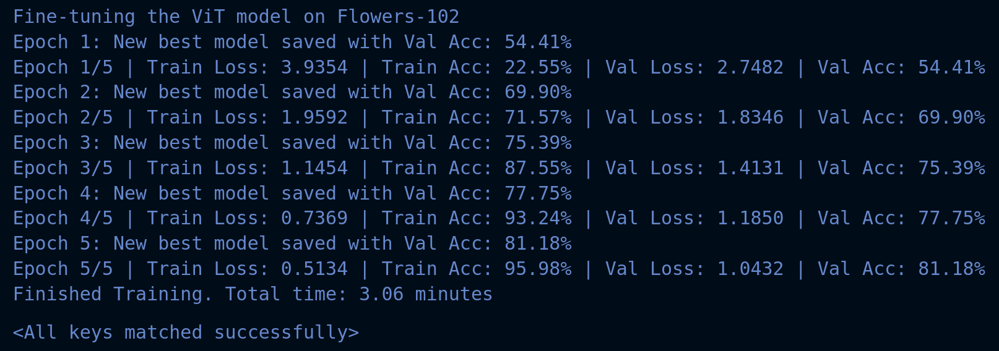 Fine-tuning the ViT model on Flowers-102
Epoch 1: New best model saved with Val Acc: 54.41%
Epoch 1/5 | Train Loss: 3.9354 | Train Acc: 22.55% | Val Loss: 2.7482 | Val Acc: 54.41%
Epoch 2: New best model saved with Val Acc: 69.90%
Epoch 2/5 | Train Loss: 1.9592 | Train Acc: 71.57% | Val Loss: 1.8346 | Val Acc: 69.90%
Epoch 3: New best model saved with Val Acc: 75.39%
Epoch 3/5 | Train Loss: 1.1454 | Train Acc: 87.55% | Val Loss: 1.4131 | Val Acc: 75.39%
Epoch 4: New best model saved with Val Acc: 77.75%
Epoch 4/5 | Train Loss: 0.7369 | Train Acc: 93.24% | Val Loss: 1.1850 | Val Acc: 77.75%
Epoch 5: New best model saved with Val Acc: 81.18%
Epoch 5/5 | Train Loss: 0.5134 | Train Acc: 95.98% | Val Loss: 1.0432 | Val Acc: 81.18%
Finished Training. Total time: 3.06 minutes
<All keys matched successfully>